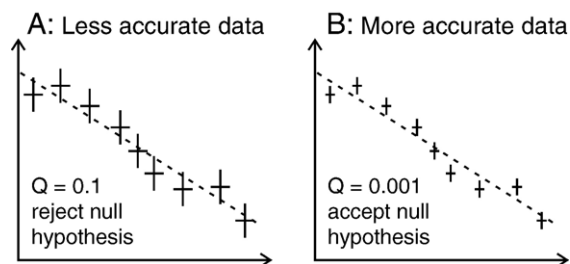 A: Less accurate data
Q = 0.1
reject null
hypothesis
B: More accurate data
Q = 0.001
accept null
hypothesis